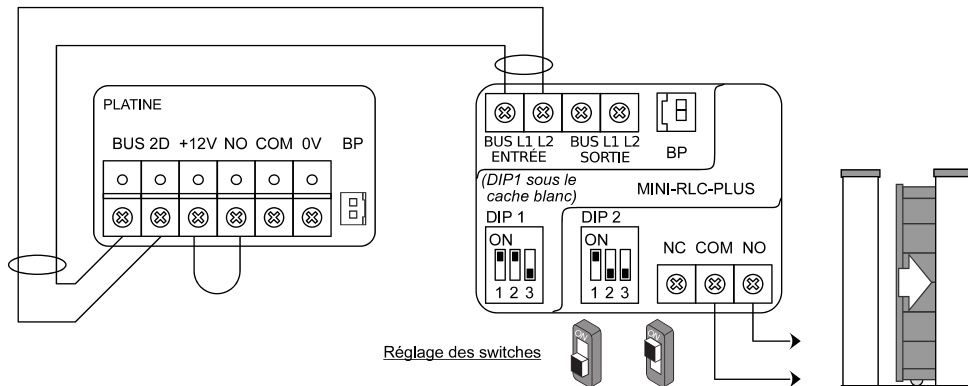 PLATINE
BUS 2D +12V NO COM 0V BP
BUS L1 L2 BUS L1 L2
ENTRÉE SORTIE BP
(DIP1 sous le
cache blanc)
MINI-RLC-PLUS
DIP 1 DIP 2
ON ON
1 2 3 1 2 3
NC COM NO
ON ON
Réglage des switches